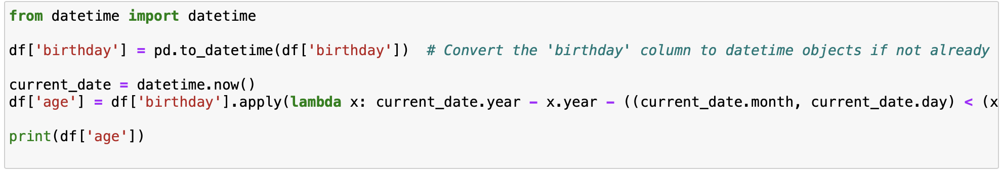 from datetime import datetime
df['birthday'] = pd.to_datetime(df['birthday'])  # Convert the 'birthday' column to datetime objects if not already
current_date = datetime.now()
df['age'] = df['birthday'].apply(lambda x: current_date.year - x.year - ((current_date.month, current_date.day) < (x
print(df['age'])